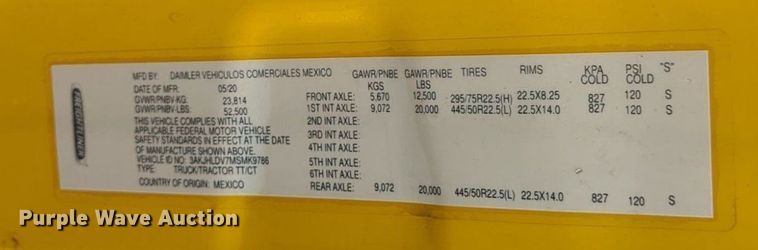 FREIGHTLINER
MFD BY: DAIMLER VEHICULOS COMERCIALES MEXICO GAWR/PNBE GAWR/PNBE TIRES RIMS KPA PSI "S"
DATE OF MFR: 05/20 KGS LBS COLD COLD
GVWR/PNBV-KG: 23,814 FRONT AXLE: 5,670 12,500 295/75R22.5(H) 22.5X8.25 827 120 S
GVWR/PNBV-LBS: 52,500 1ST INT AXLE: 9,072 20,000 445/50R22.5(L) 22.5X14.0 827 120 S
THIS VEHICLE COMPLIES WITH ALL 2ND INT AXLE:
APPLICABLE FEDERAL MOTOR VEHICLE 3RD INT AXLE:
SAFETY STANDARDS IN EFFECT AT THE DATE 4TH INT AXLE:
OF MANUFACTURE SHOWN ABOVE.
VEHICLE ID NO: 3AKJHLDV7MSMK9786 5TH INT AXLE:
TYPE: TRUCK/TRACTOR TT/CT 6TH INT AXLE:
COUNTRY OF ORIGIN: MEXICO REAR AXLE: 9,072 20,000 445/50R22.5(L) 22.5X14.0 827 120 S
Purple Wave Auction